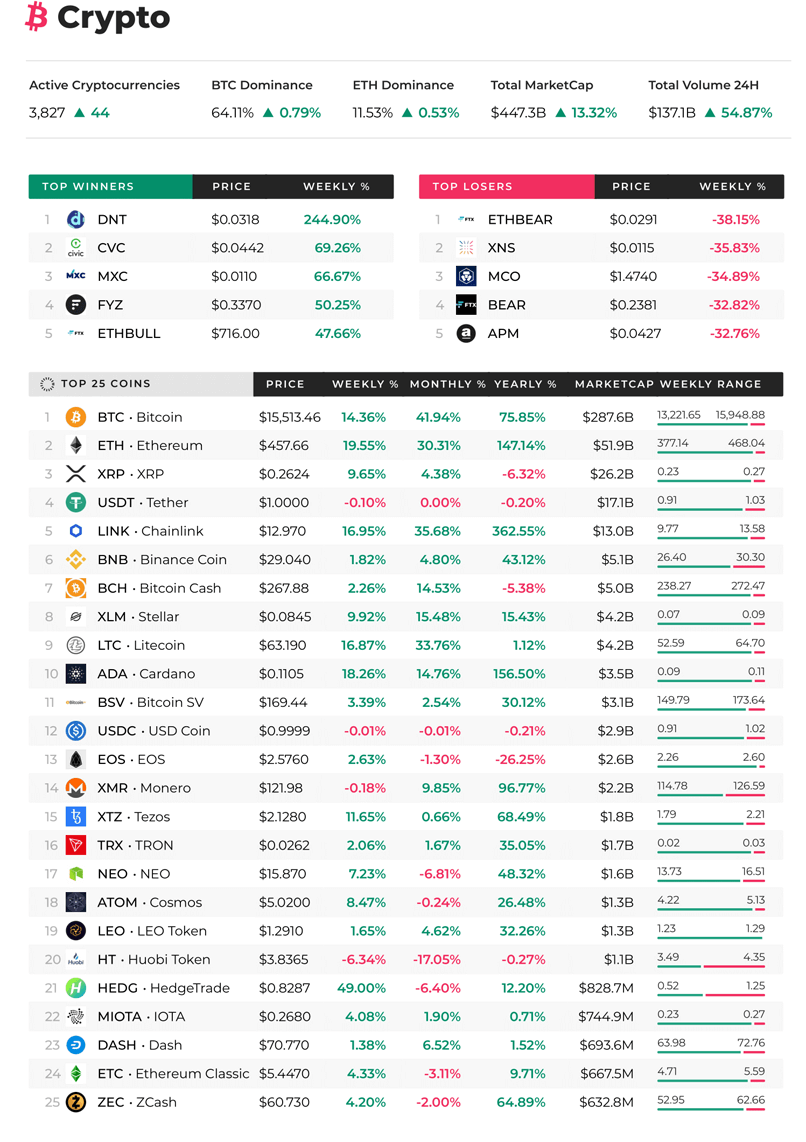 ₿ Crypto
Active Cryptocurrencies BTC Dominance ETH Dominance Total MarketCap Total Volume 24H
3,827 ▲ 44 64.11% ▲ 0.79% 11.53% ▲ 0.53% $447.3B ▲ 13.32% $137.1B ▲ 54.87%
TOP WINNERS PRICE WEEKLY %
1 DNT $0.0318 244.90%
2 civic CVC $0.0442 69.26%
3 MXC MXC $0.0110 66.67%
4 FYZ $0.3370 50.25%
5 FTX ETHBULL $716.00 47.66%
TOP LOSERS PRICE WEEKLY %
1 FTX ETHBEAR $0.0291 -38.15%
2 XNS $0.0115 -35.83%
3 MCO $1.4740 -34.89%
4 FTX BEAR $0.2381 -32.82%
5 APM $0.0427 -32.76%
TOP 25 COINS PRICE WEEKLY % MONTHLY % YEARLY % MARKETCAP WEEKLY RANGE
1 BTC · Bitcoin $15,513.46 14.36% 41.94% 75.85% $287.6B 13,221.65 15,948.88
2 ETH · Ethereum $457.66 19.55% 30.31% 147.14% $51.9B 377.14 468.04
3 XRP · XRP $0.2624 9.65% 4.38% -6.32% $26.2B 0.23 0.27
4 USDT · Tether $1.0000 -0.10% 0.00% -0.20% $17.1B 0.91 1.03
5 LINK · Chainlink $12.970 16.95% 35.68% 362.55% $13.0B 9.77 13.58
6 BNB · Binance Coin $29.040 1.82% 4.80% 43.12% $5.1B 26.40 30.30
7 BCH · Bitcoin Cash $267.88 2.26% 14.53% -5.38% $5.0B 238.27 272.47
8 XLM · Stellar $0.0845 9.92% 15.48% 15.43% $4.2B 0.07 0.09
9 LTC · Litecoin $63.190 16.87% 33.76% 1.12% $4.2B 52.59 64.70
10 ADA · Cardano $0.1105 18.26% 14.76% 156.50% $3.5B 0.09 0.11
11 BSV · Bitcoin SV $169.44 3.39% 2.54% 30.12% $3.1B 149.79 173.64
12 USDC · USD Coin $0.9999 -0.01% -0.01% -0.21% $2.9B 0.91 1.02
13 EOS · EOS $2.5760 2.63% -1.30% -26.25% $2.6B 2.26 2.60
14 XMR · Monero $121.98 -0.18% 9.85% 96.77% $2.2B 114.78 126.59
15 XTZ · Tezos $2.1280 11.65% 0.66% 68.49% $1.8B 1.79 2.21
16 TRX · TRON $0.0262 2.06% 1.67% 35.05% $1.7B 0.02 0.03
17 NEO · NEO $15.870 7.23% -6.81% 48.32% $1.6B 13.73 16.51
18 ATOM · Cosmos $5.0200 8.47% -0.24% 26.48% $1.3B 4.22 5.13
19 LEO · LEO Token $1.2910 1.65% 4.62% 32.26% $1.3B 1.23 1.29
20 Huobi HT · Huobi Token $3.8365 -6.34% -17.05% -0.27% $1.1B 3.49 4.35
21 HEDG · HedgeTrade $0.8287 49.00% -6.40% 12.20% $828.7M 0.52 1.25
22 MIOTA · IOTA $0.2680 4.08% 1.90% 0.71% $744.9M 0.23 0.27
23 DASH · Dash $70.770 1.38% 6.52% 1.52% $693.6M 63.98 72.76
24 ETC · Ethereum Classic $5.4470 4.33% -3.11% 9.71% $667.5M 4.71 5.59
25 ZEC · ZCash $60.730 4.20% -2.00% 64.89% $632.8M 52.95 62.66